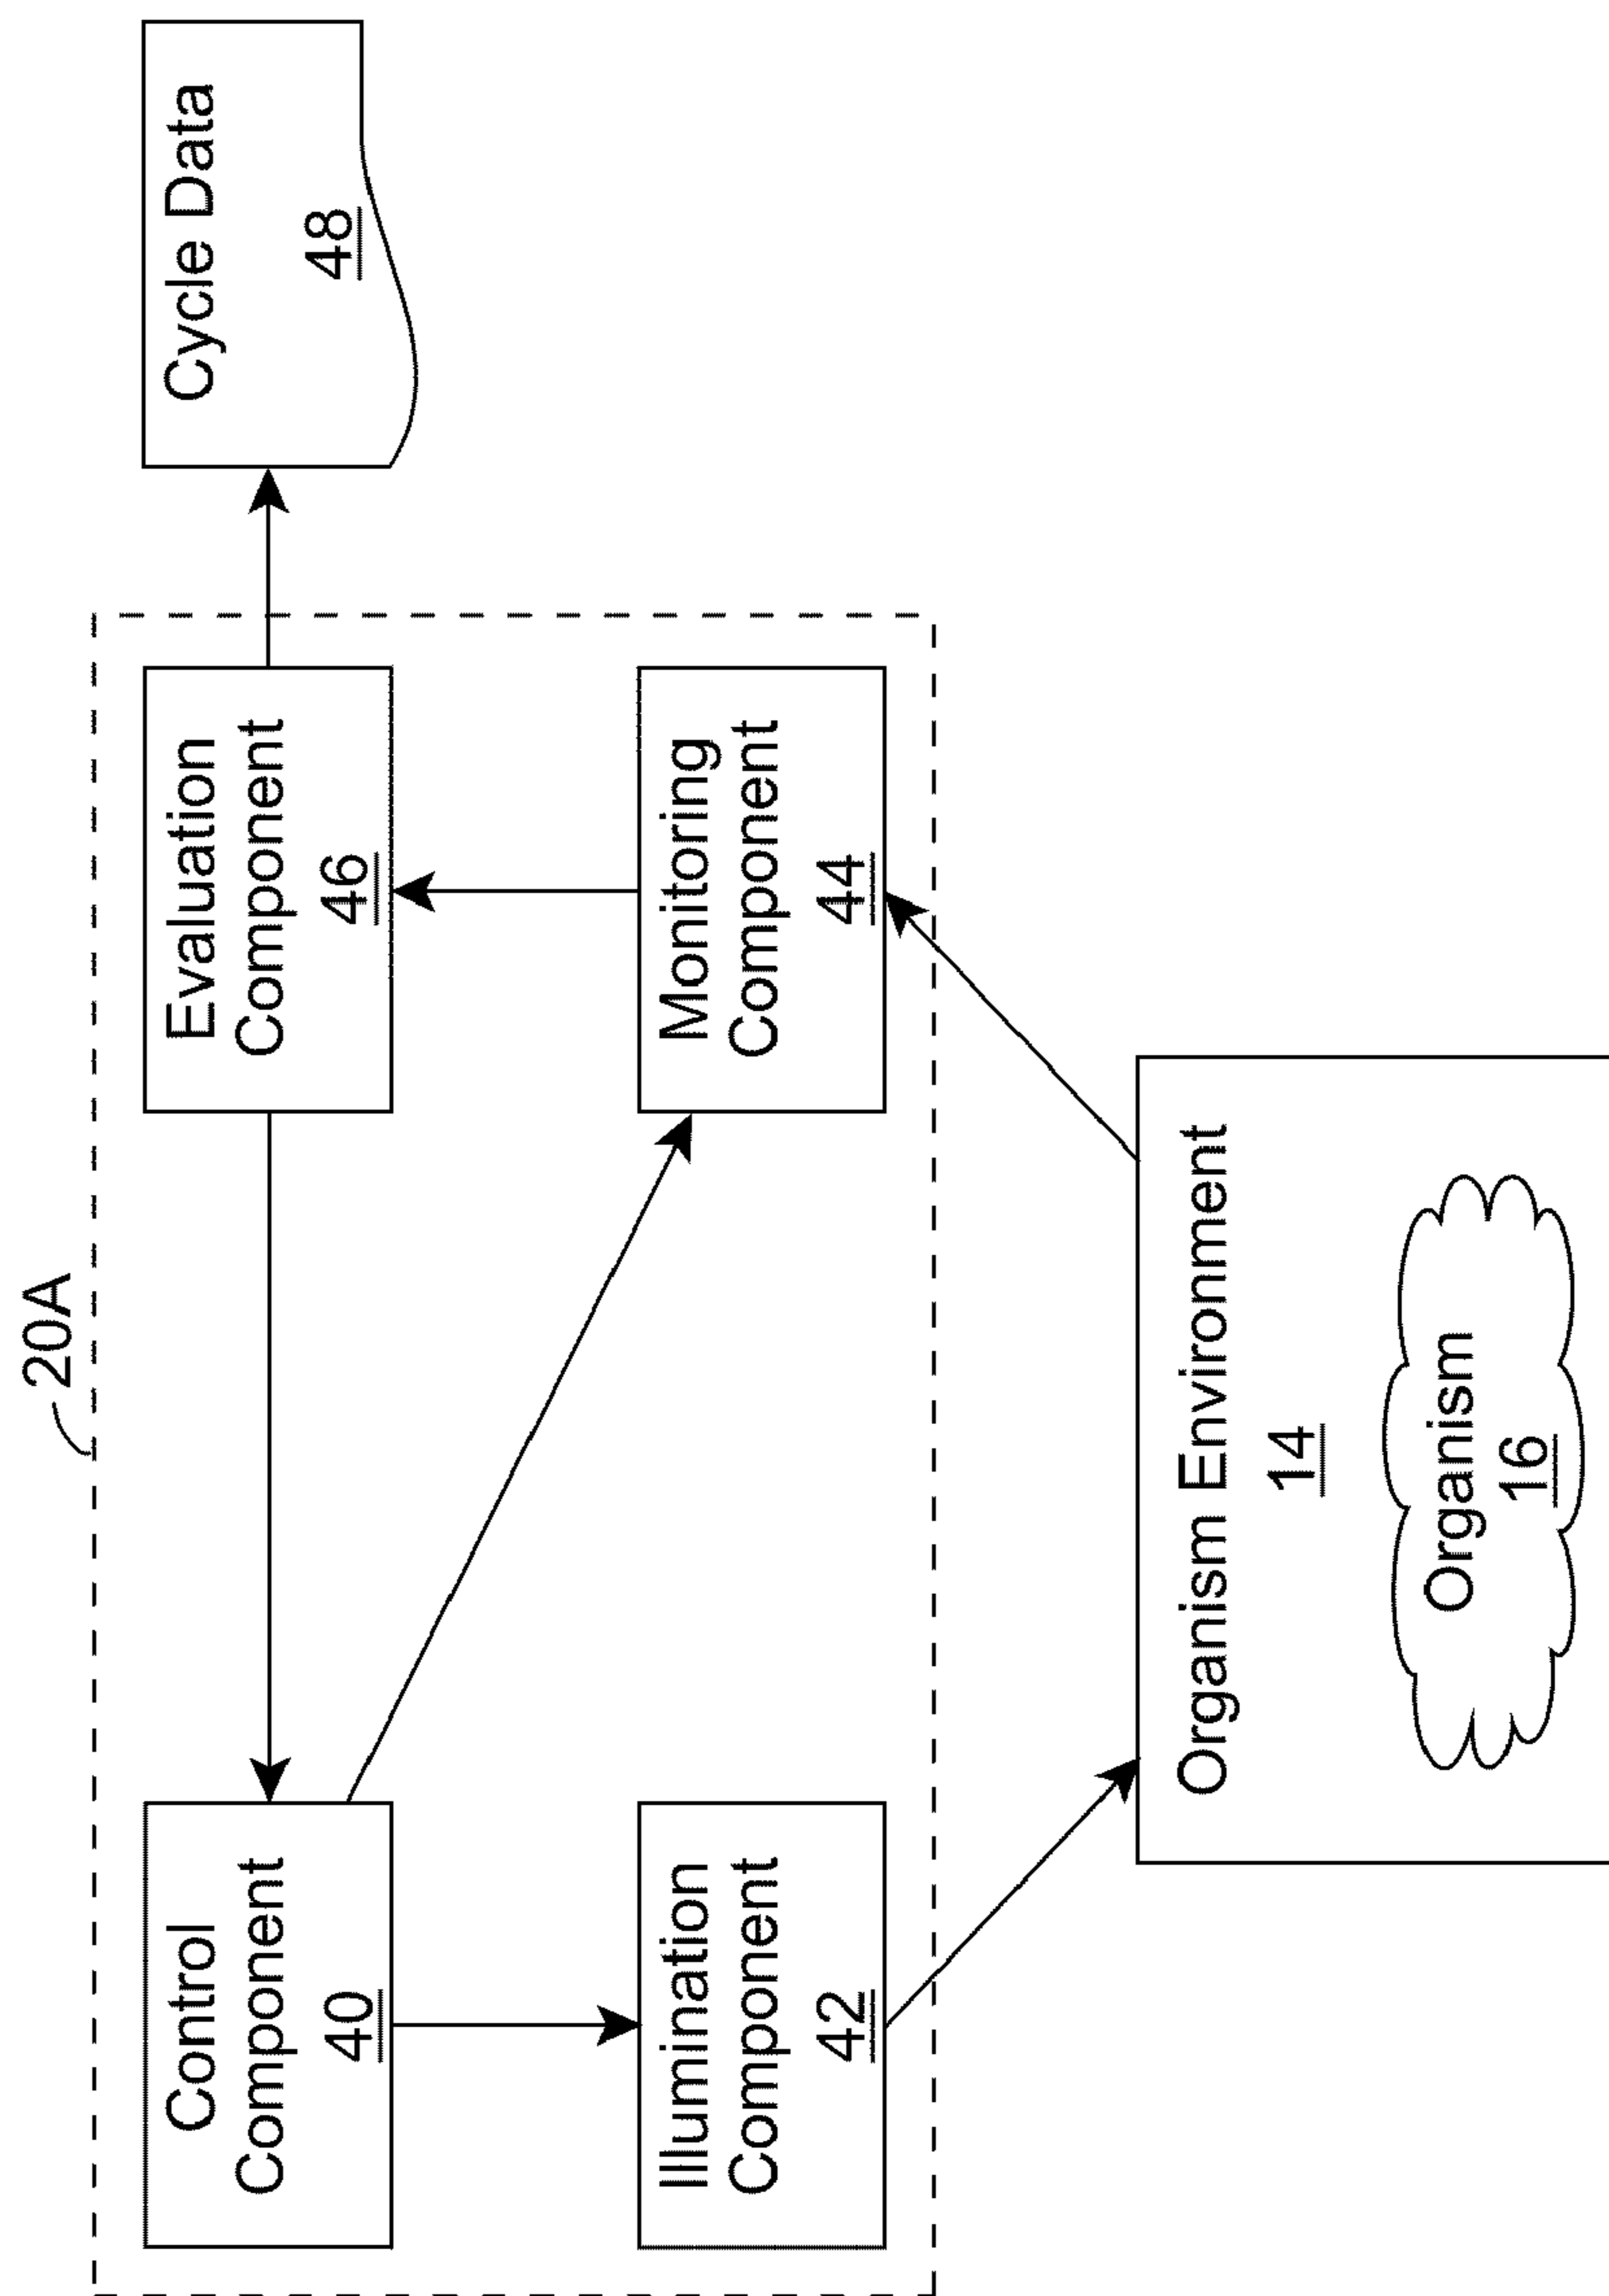 20A
Control
Component
40
Evaluation
Component
46
Cycle Data
48
Illumination
Component
42
Monitoring
Component
44
Organism Environment
14
Organism
16